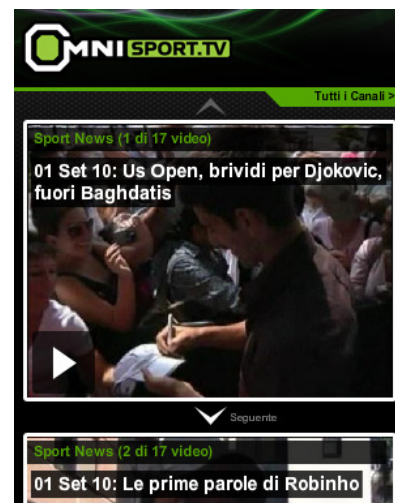 OMNISPORT.TV
Tutti i Canali >
Sport News (1 di 17 video)
01 Set 10: Us Open, brividi per Djokovic,
fuori Baghdatis
Seguente
Sport News (2 di 17 video)
01 Set 10: Le prime parole di Robinho